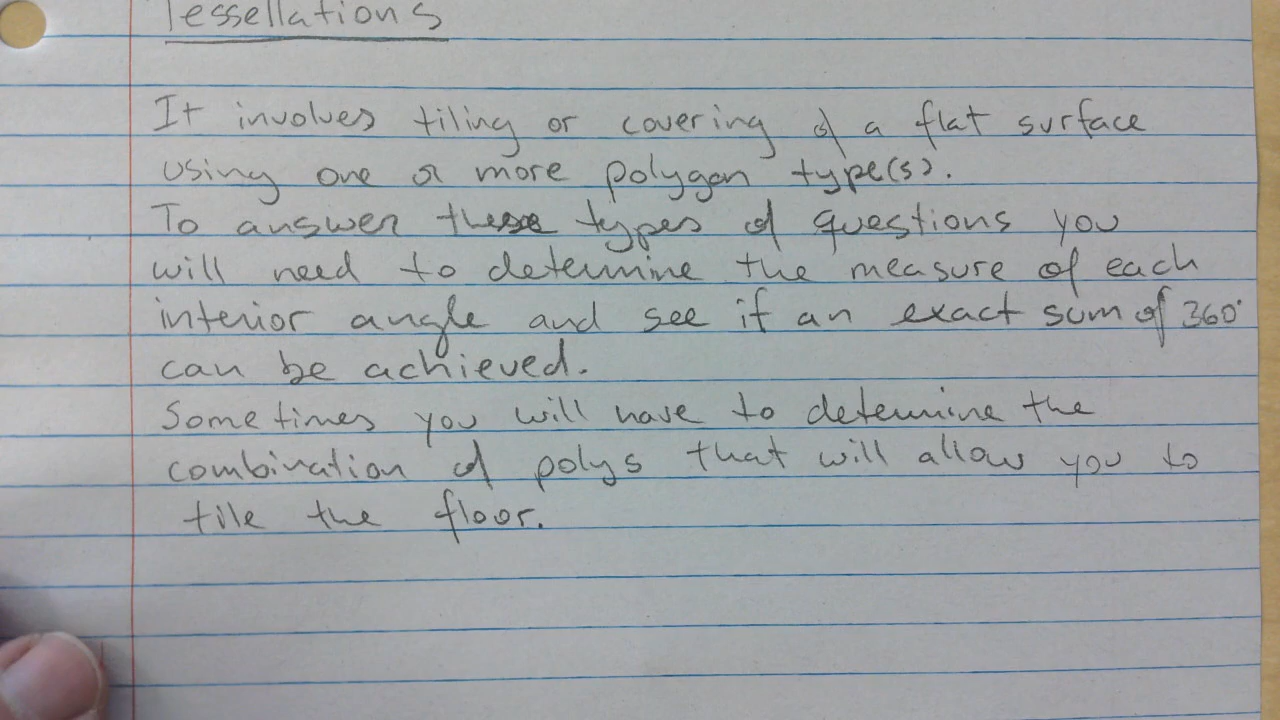 Tessellations
It involves tiling or covering of a flat surface
using one or more polygon type(s).
To answer these types of questions you
will need to determine the measure of each
interior angle and see if an exact sum of 360°
can be achieved.
Sometimes you will have to determine the
combination of polys that will allow you to
tile the floor.